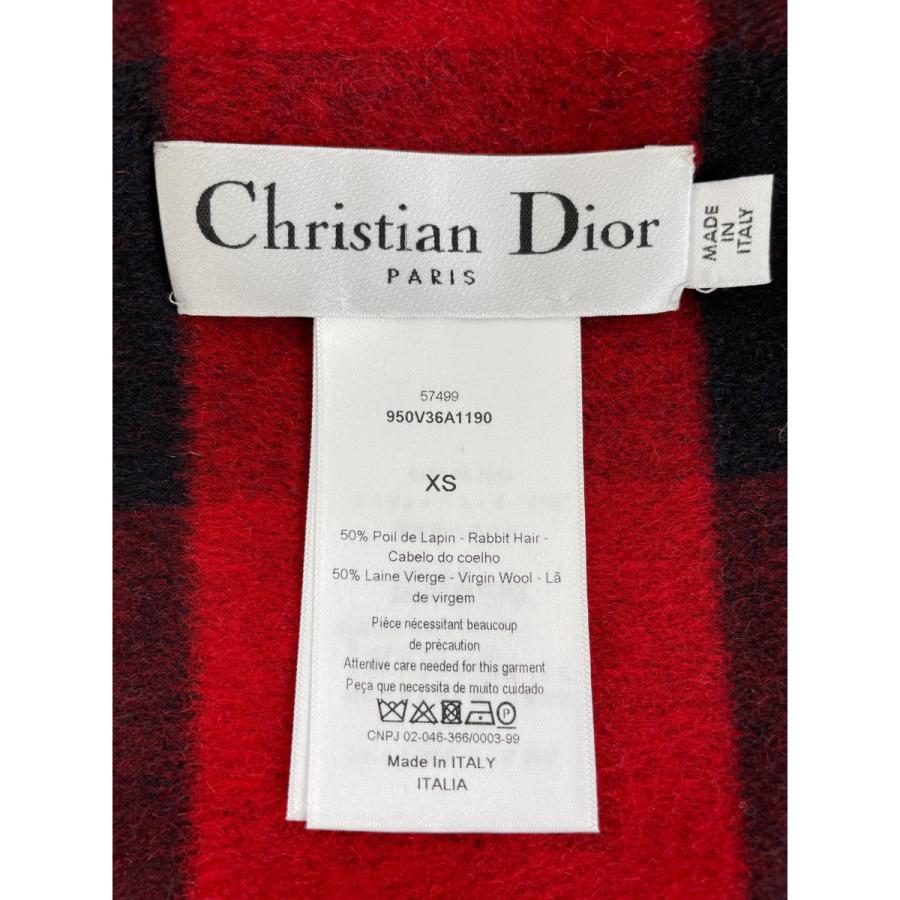 Christian Dior
PARIS
MADE
IN
ITALY
57499
950V36A1190
XS
50% Poil de Lapin - Rabbit Hair -
Cabelo do coelho
50% Laine Vierge - Virgin Wool - Lã
de virgem
Pièce nécessitant beaucoup
de précaution
Attentive care needed for this garment
Peça que necessita de muito cuidado
P
CNPJ 02-046-366/0003-99
Made In ITALY
ITALIA